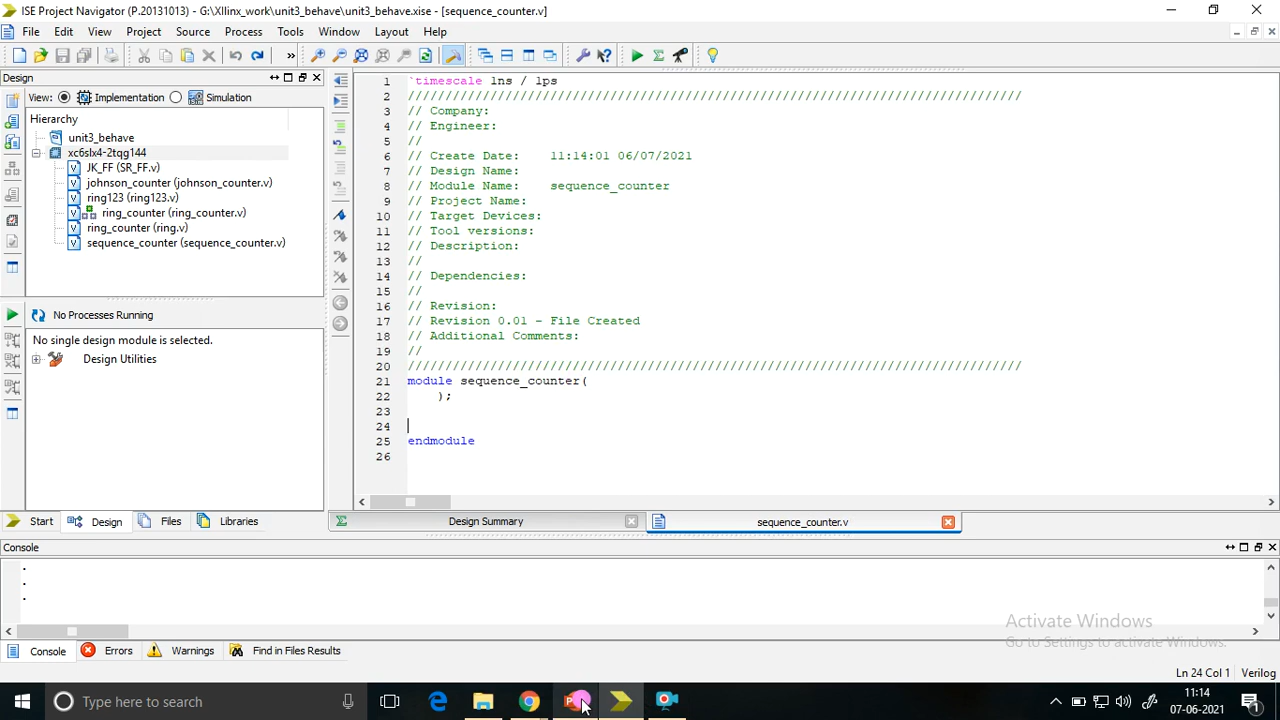 ISE Project Navigator (P.20131013) - G:\XIlinx_work\unit3_behave\unit3_behave.xise - [sequence_counter.v]
File Edit View Project Source Process Tools Window Layout Help
Design
View: Implementation Simulation
Hierarchy
unit3_behave
xc6slx4-2tqg144
JK_FF (SR_FF.v)
johnson_counter (johnson_counter.v)
ring123 (ring123.v)
ring_counter (ring_counter.v)
ring_counter (ring.v)
sequence_counter (sequence_counter.v)
No Processes Running
No single design module is selected.
Design Utilities
Start Design Files Libraries
1 `timescale 1ns / 1ps
2 //////////////////////////////////////////////////////////////////////////////////
3 // Company:
4 // Engineer:
5 //
6 // Create Date: 11:14:01 06/07/2021
7 // Design Name:
8 // Module Name: sequence_counter
9 // Project Name:
10 // Target Devices:
11 // Tool versions:
12 // Description:
13 //
14 // Dependencies:
15 //
16 // Revision:
17 // Revision 0.01 - File Created
18 // Additional Comments:
19 //
20 //////////////////////////////////////////////////////////////////////////////////
21 module sequence_counter(
22 );
23
24
25 endmodule
26
Design Summary sequence_counter.v
Console
.
.
.
Activate Windows
Go to Settings to activate Windows.
Console Errors Warnings Find in Files Results
Ln 24 Col 1 Verilog
Type here to search
11:14
07-06-2021
1